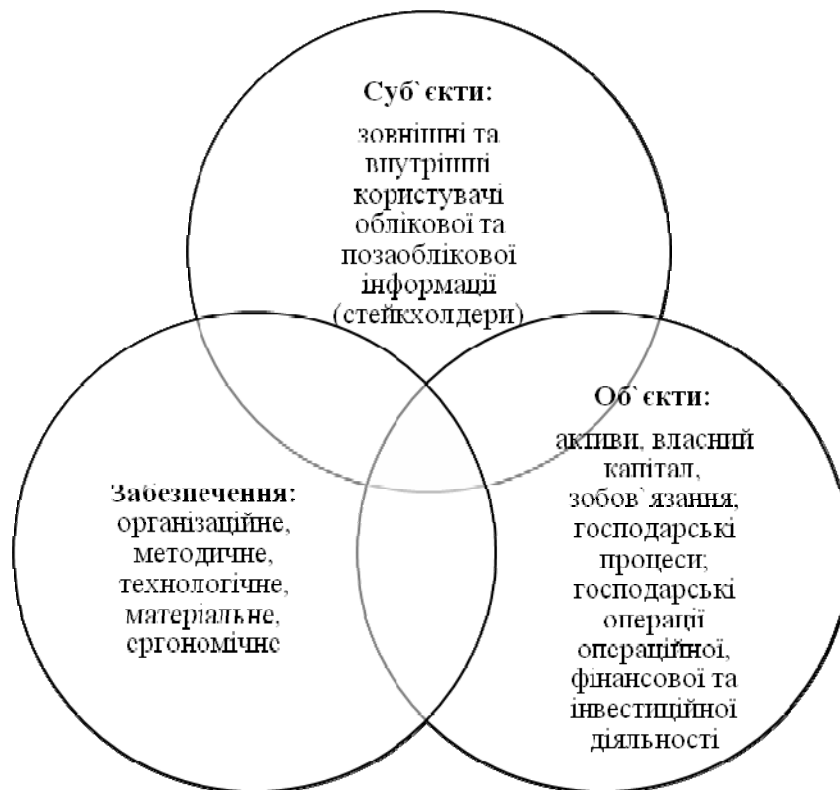 Суб`єкти:
зовнішні та
внутрішні
користувачі
облікової та
позаоблікової
інформації
(стейкхолдери)
Об`єкти:
активи, власний
капітал,
зобов`язання;
господарські
процеси;
господарські
операції
операційної,
фінансової та
інвестиційної
діяльності
Забезпечення:
організаційне,
методичне,
технологічне,
матеріальне,
ергономічне